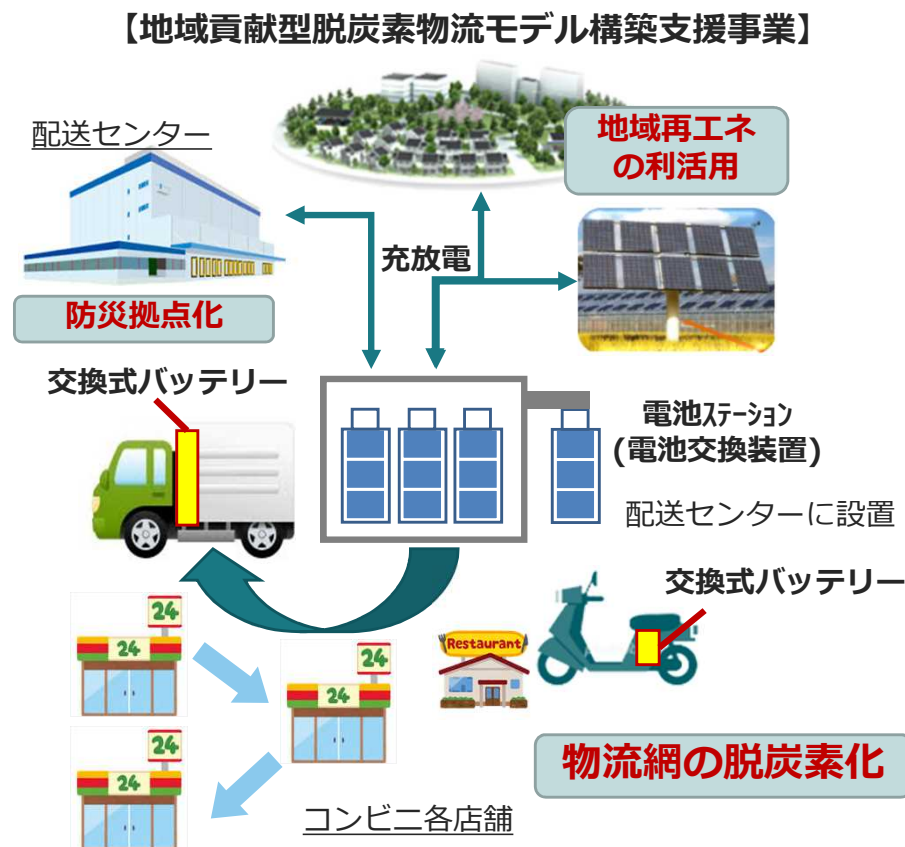 【地域貢献型脱炭素物流モデル構築支援事業】
配送センター
地域再エネ
の利活用
充放電
防災拠点化
交換式バッテリー
電池ｽﾃｰｼｮﾝ
(電池交換装置)
配送センターに設置
交換式バッテリー
24
24
Restaurant
24
24
24
24
物流網の脱炭素化
コンビニ各店舗